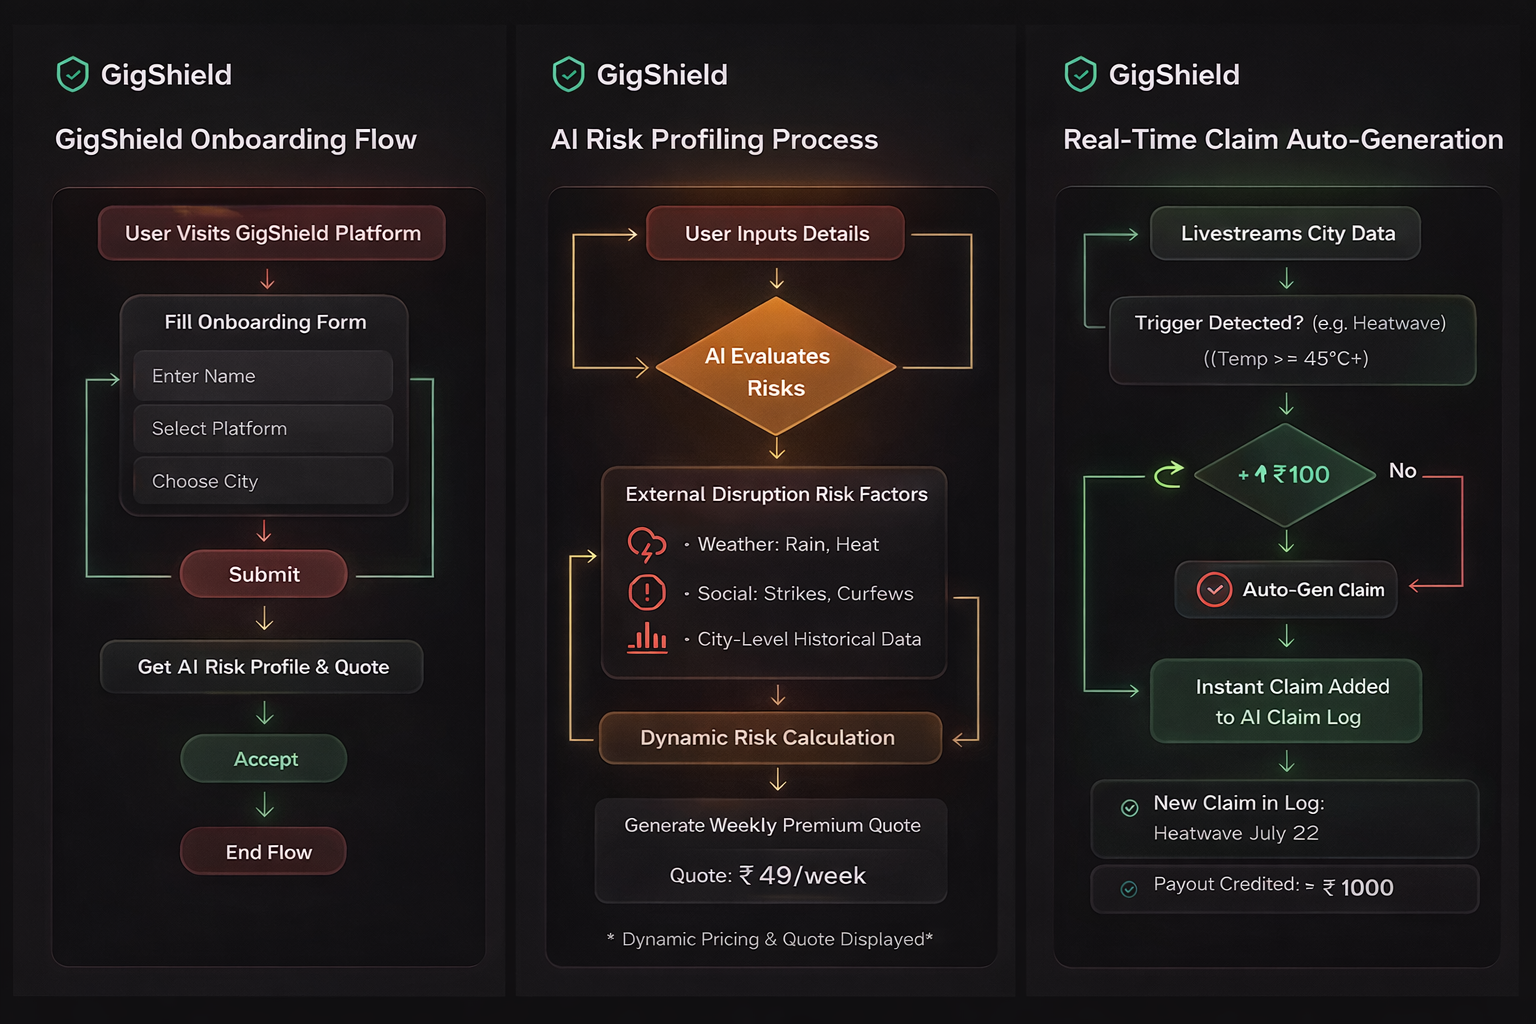 GigShield
GigShield Onboarding Flow
User Visits GigShield Platform
Fill Onboarding Form
Enter Name
Select Platform
Choose City
Submit
Get AI Risk Profile & Quote
Accept
End Flow
GigShield
AI Risk Profiling Process
User Inputs Details
AI Evaluates
Risks
External Disruption Risk Factors
• Weather: Rain, Heat
• Social: Strikes, Curfews
• City-Level Historical Data
Dynamic Risk Calculation
Generate Weekly Premium Quote
Quote: ₹ 49/week
* Dynamic Pricing & Quote Displayed*
GigShield
Real-Time Claim Auto-Generation
Livestreams City Data
Trigger Detected? (e.g. Heatwave)
((Temp >= 45°C+)
+ ₹100
No
Auto-Gen Claim
Instant Claim Added
to AI Claim Log
New Claim in Log:
Heatwave July 22
Payout Credited: = ₹ 1000